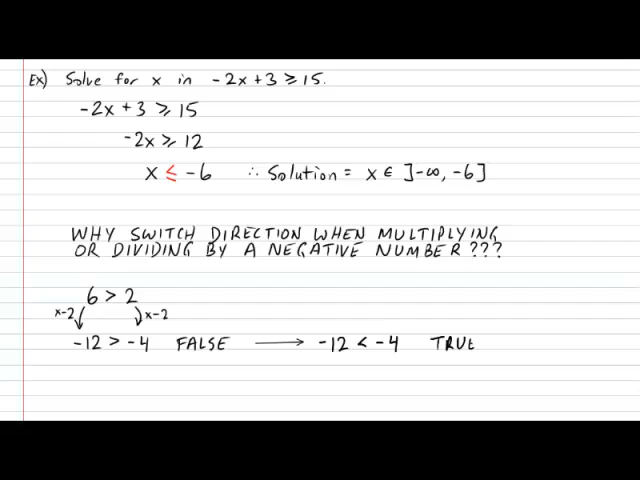 Ex) Solve for x in -2x + 3 ≥ 15.
-2x + 3 ≥ 15
-2x ≥ 12
x ≤ -6 ∴ Solution = x ∈ ]-∞, -6]
WHY SWITCH DIRECTION WHEN MULTIPLYING
OR DIVIDING BY A NEGATIVE NUMBER???
6 > 2
x-2 x-2
-12 > -4 FALSE → -12 < -4 TRUE